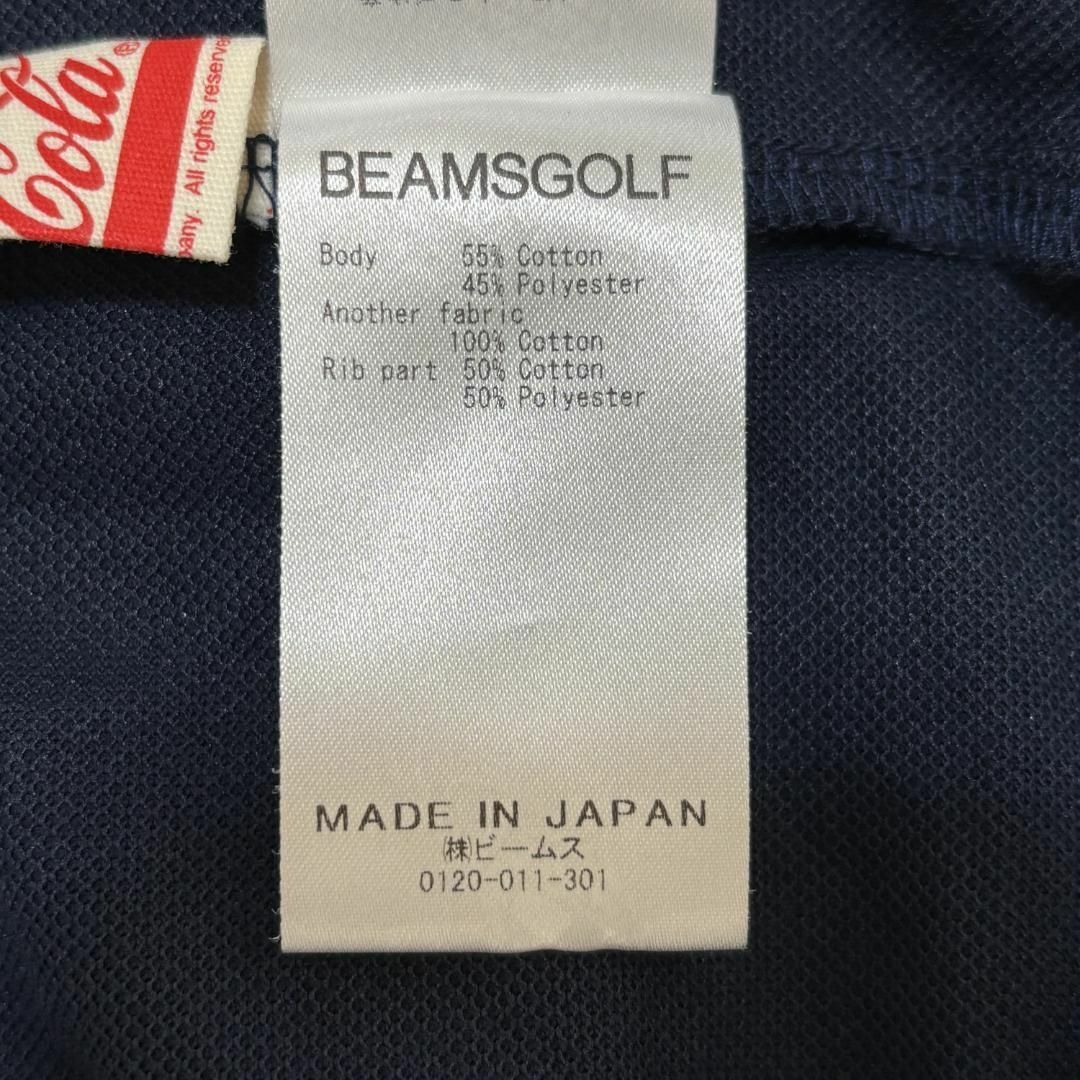 Cola®
pany. All rights reserve
BEAMSGOLF
Body 55% Cotton
45% Polyester
Another fabric
100% Cotton
Rib part 50% Cotton
50% Polyester
MADE IN JAPAN
㈱ビームス
0120-011-301